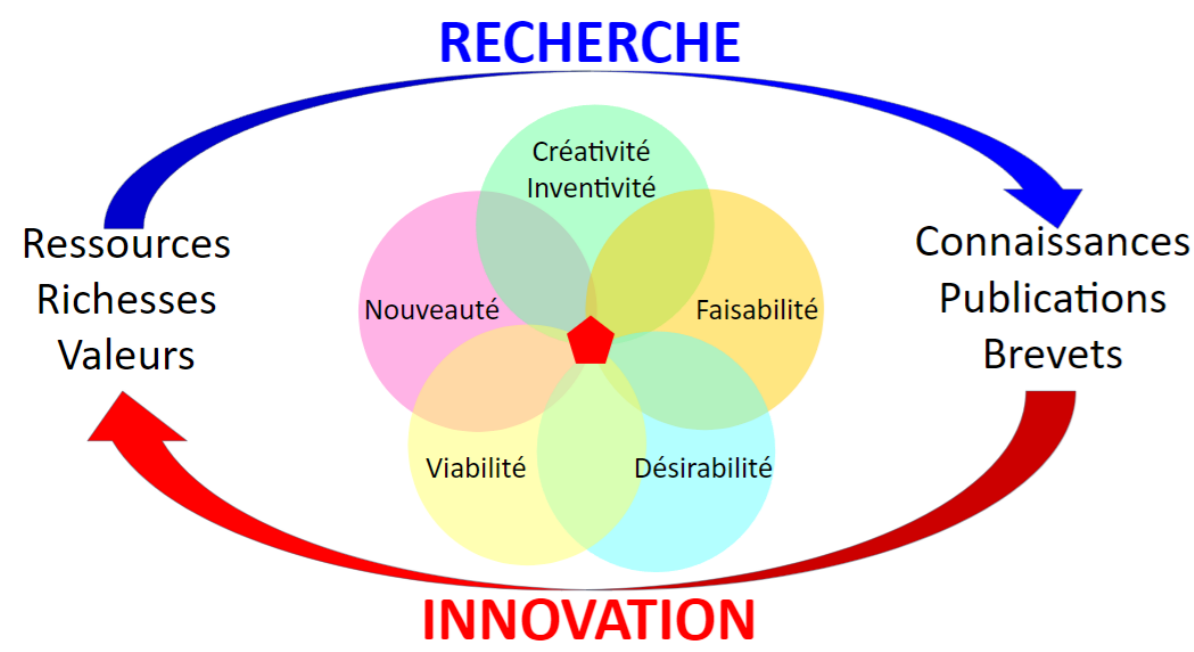 RECHERCHE
Créativité
Inventivité
Ressources
Richesses
Valeurs
Nouveauté
Faisabilité
Connaissances
Publications
Brevets
Viabilité
Désirabilité
INNOVATION